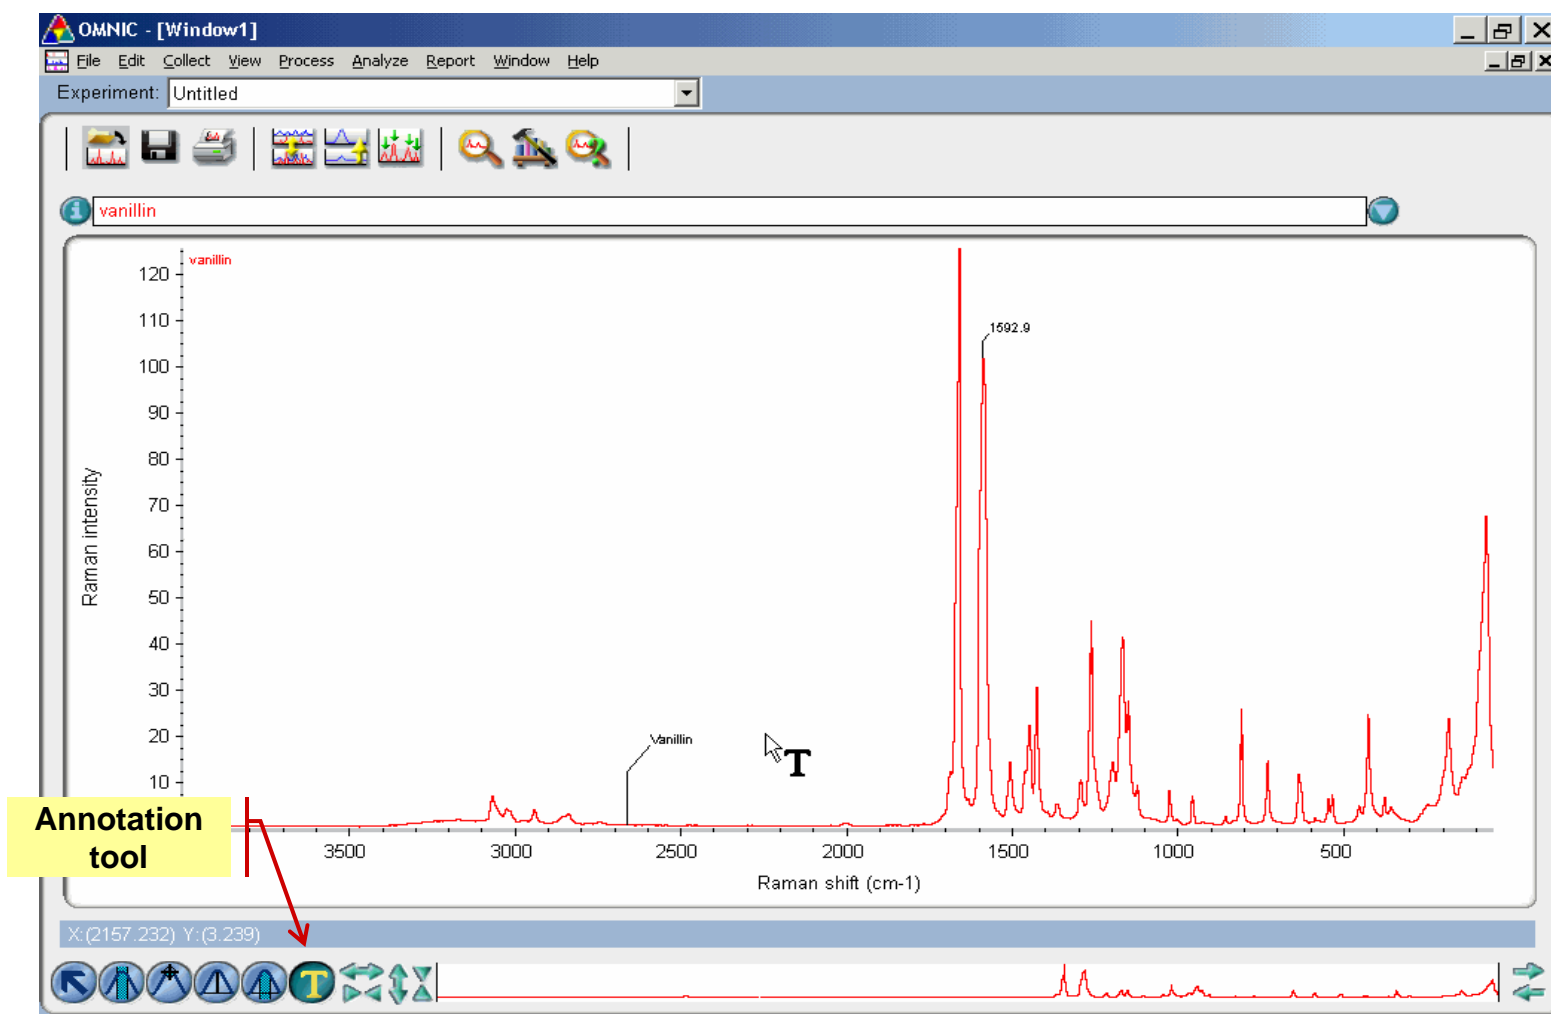 OMNIC - [Window1]
File Edit Collect View Process Analyze Report Window Help
Experiment: Untitled
vanillin
vanillin
120
110
100
90
80
70
60
50
40
30
20
10
Raman intensity
1592.9
Vanillin
T
3500 3000 2500 2000 1500 1000 500
Raman shift (cm-1)
Annotation
tool
X:(2157.232) Y:(3.239)
T